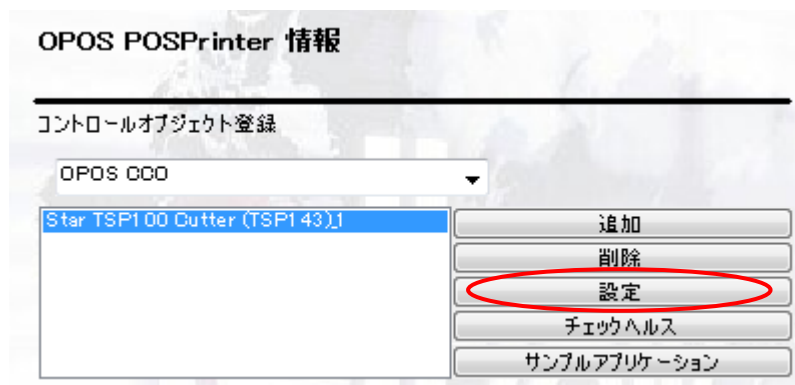 OPOS POSPrinter 情報
コントロールオブジェクト登録
OPOS CCO
Star TSP100 Cutter (TSP143)_1
追加
削除
設定
チェックヘルス
サンプルアプリケーション